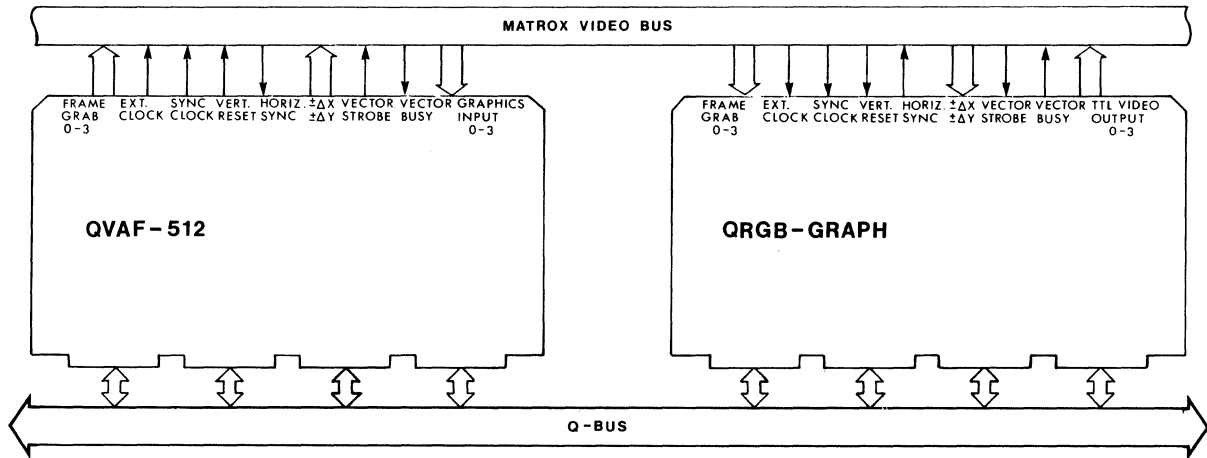 MATROX VIDEO BUS
FRAME EXT. SYNC VERT. HORIZ. ±ΔX VECTOR VECTOR GRAPHICS
GRAB CLOCK CLOCK RESET SYNC ±ΔY STROBE BUSY INPUT
0-3 0-3
FRAME EXT. SYNC VERT. HORIZ. ±ΔX VECTOR VECTOR TTL VIDEO
GRAB CLOCK CLOCK RESET SYNC ±ΔY STROBE BUSY OUTPUT
0-3 0-3
QVAF-512
QRGB-GRAPH
Q-BUS